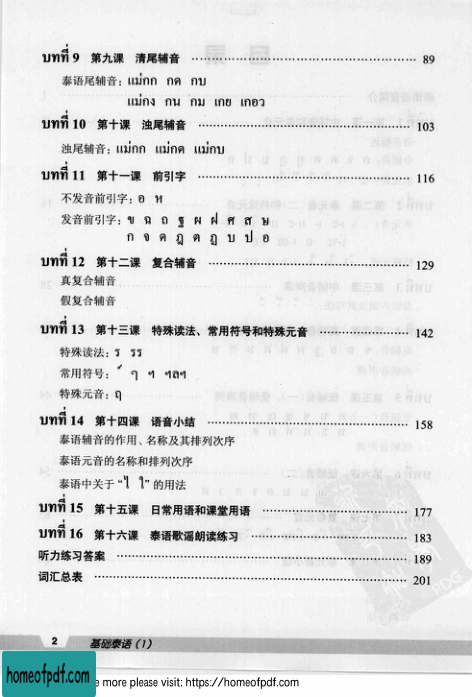 บทที่ 9 第九课 清尾辅音 89
泰语尾辅音: แม่กก กด กบ
แม่กง กน กม เกย เกอว
บทที่ 10 第十课 浊尾辅音 103
浊尾辅音: แม่กก แม่กด แม่กบ
บทที่ 11 第十一课 前引字 116
不发音前引字: อ ห
发音前引字: ข ฉ ถ ฐ ผ ฝ ศ ส ษ
ก จ ด ฎ ต ฏ บ ป อ
บทที่ 12 第十二课 复合辅音 129
真复合辅音
假复合辅音
บทที่ 13 第十三课 特殊读法、常用符号和特殊元音 142
特殊读法: ร รร
常用符号: ์ ๆ ฯ ฯลฯ
特殊元音: ฤ
บทที่ 14 第十四课 语音小结 158
泰语辅音的作用、名称及其排列次序
泰语元音的名称和排列次序
泰语中关于“ใ ไ”的用法
บทที่ 15 第十五课 日常用语和课堂用语 177
บทที่ 16 第十六课 泰语歌谣朗读练习 183
听力练习答案 189
词汇总表 201
2 基础泰语(1)
homeofpdf.com
e more please visit: https://homeofpdf.com